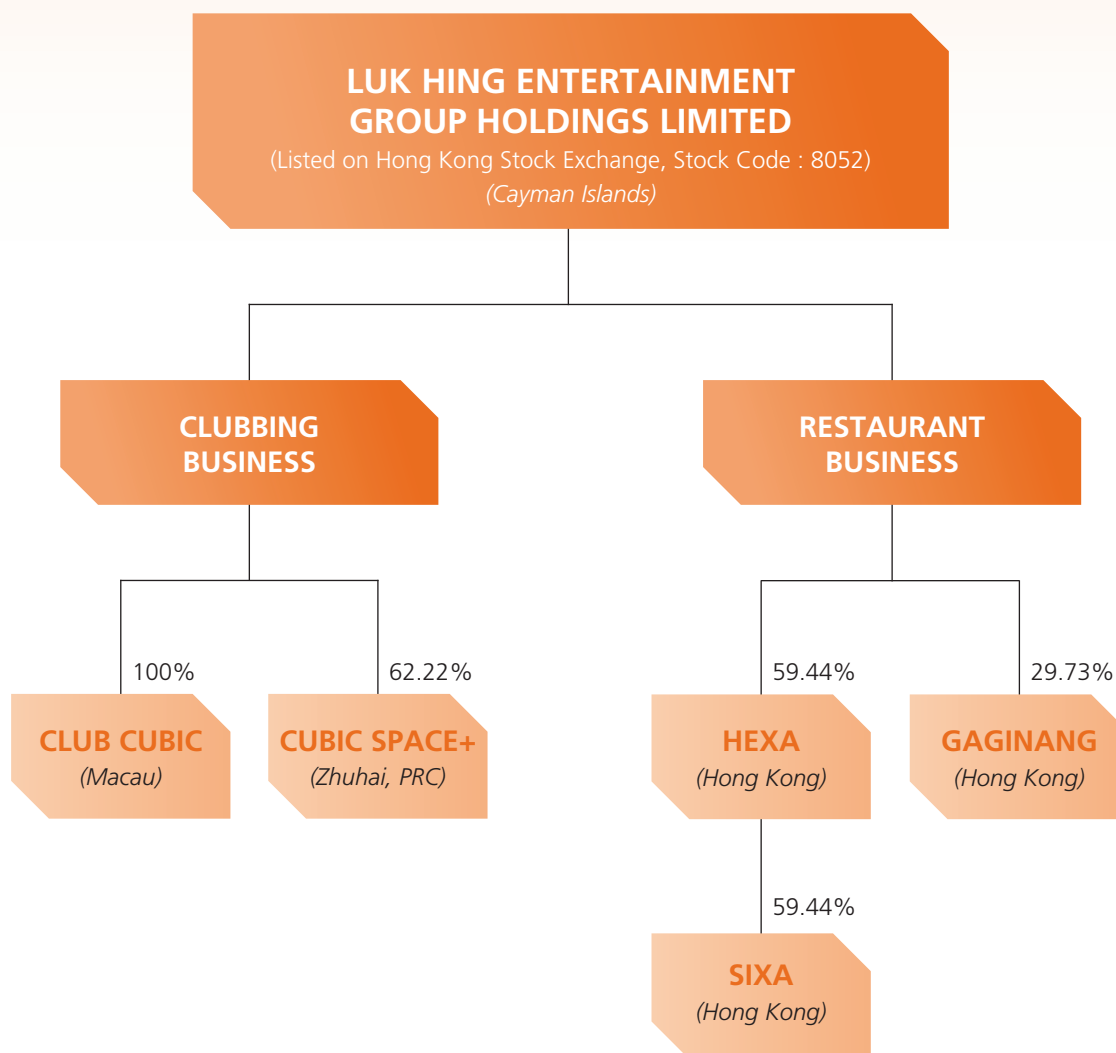 LUK HING ENTERTAINMENT
GROUP HOLDINGS LIMITED
(Listed on Hong Kong Stock Exchange, Stock Code : 8052)
(Cayman Islands)
CLUBBING
BUSINESS
RESTAURANT
BUSINESS
100%
62.22%
59.44%
29.73%
CLUB CUBIC
(Macau)
CUBIC SPACE+
(Zhuhai, PRC)
HEXA
(Hong Kong)
GAGINANG
(Hong Kong)
59.44%
SIXA
(Hong Kong)